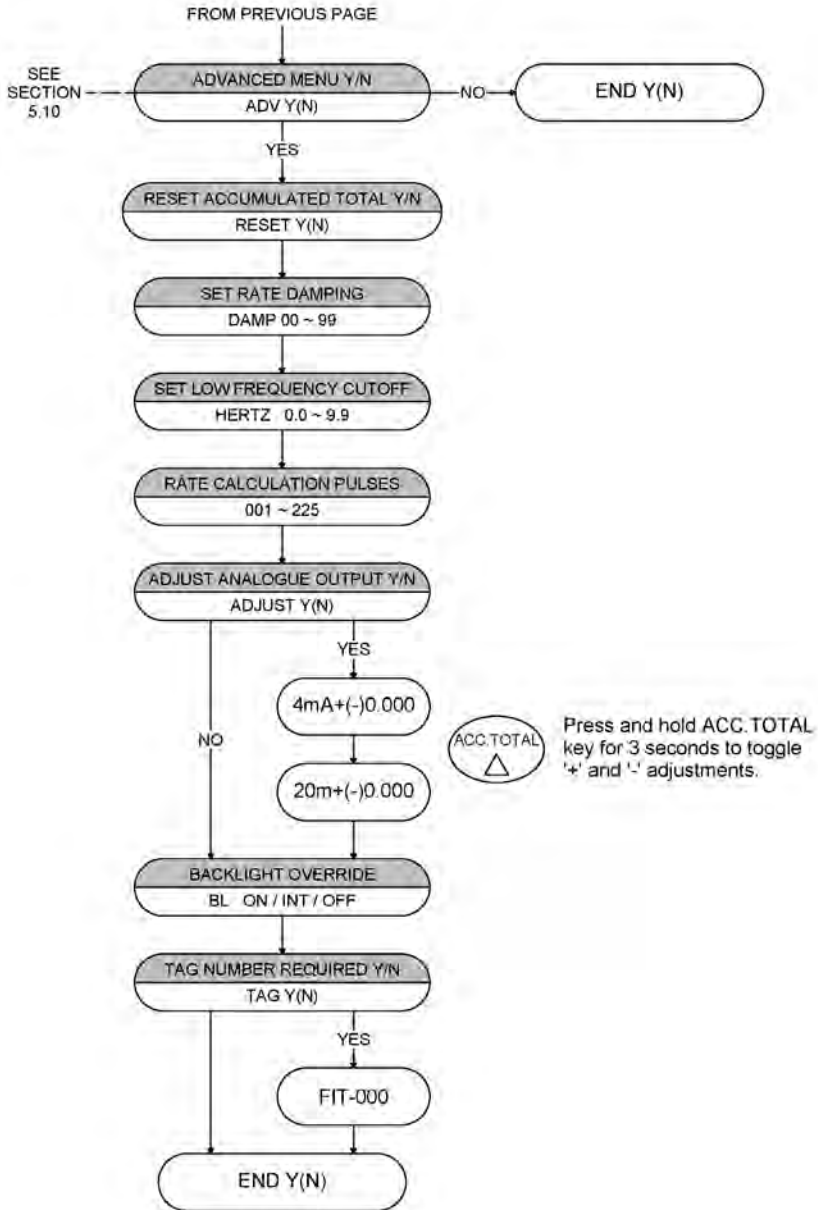 FROM PREVIOUS PAGE
SEE
SECTION
5.10
ADVANCED MENU Y/N
ADV Y(N)
NO
END Y(N)
YES
RESET ACCUMULATED TOTAL Y/N
RESET Y(N)
SET RATE DAMPING
DAMP 00 ~ 99
SET LOW FREQUENCY CUTOFF
HERTZ 0.0 ~ 9.9
RATE CALCULATION PULSES
001 ~ 225
ADJUST ANALOGUE OUTPUT Y/N
ADJUST Y(N)
YES
4mA+(-)0.000
NO
20m+(-)0.000
ACC.TOTAL
Press and hold ACC.TOTAL
key for 3 seconds to toggle
'+' and '-' adjustments.
BACKLIGHT OVERRIDE
BL ON / INT / OFF
TAG NUMBER REQUIRED Y/N
TAG Y(N)
YES
FIT-000
END Y(N)